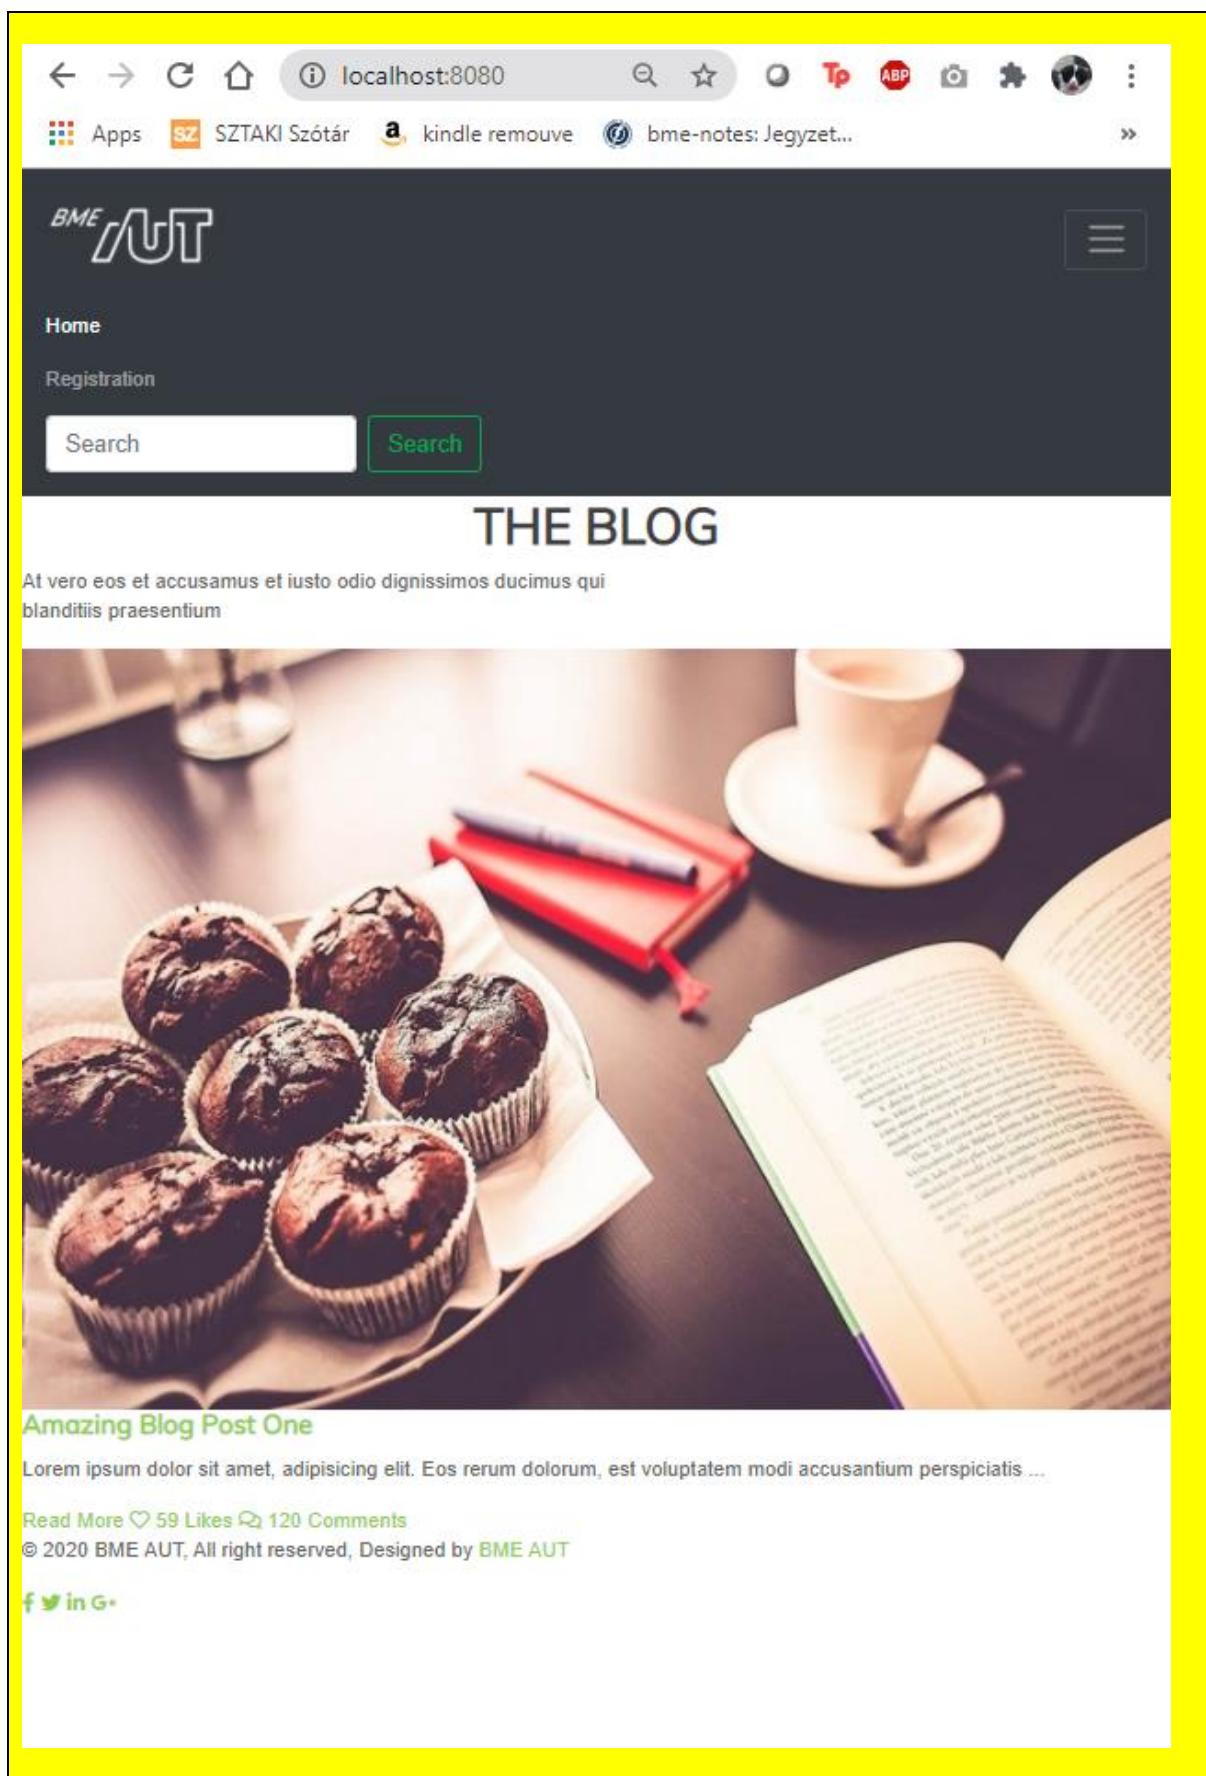 localhost:8080
Tp
ABP
Apps SZ SZTAKI Szótár a kindle remouve bme-notes: Jegyzet... »
BME AUT
Home
Registration
Search Search
THE BLOG
At vero eos et accusamus et iusto odio dignissimos ducimus qui
blanditiis praesentium
Amazing Blog Post One
Lorem ipsum dolor sit amet, adipisicing elit. Eos rerum dolorum, est voluptatem modi accusantium perspiciatis ...
Read More 59 Likes 120 Comments
© 2020 BME AUT, All right reserved, Designed by BME AUT
f in G+